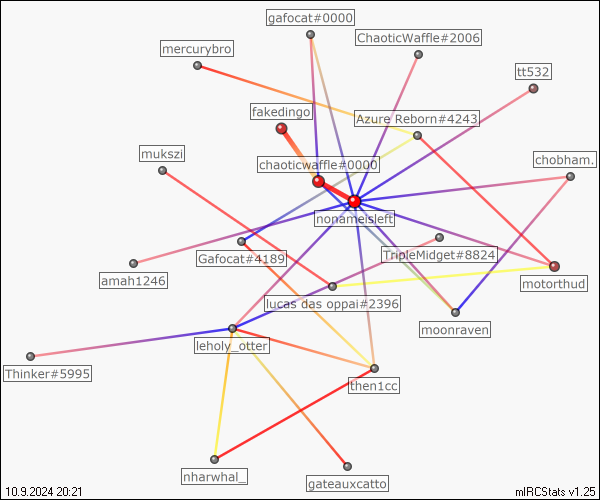 gafocat#0000
ChaoticWaffle#2006
mercurybro
tt532
fakedingo
Azure Reborn#4243
mukszi
chaoticwaffle#0000
chobham.
nonameisleft
Gafocat#4189
TripleMidget#8824
amah1246
motorthud
lucas das oppai#2396
moonraven
leholy_otter
Thinker#5995
then1cc
nharwhal_
gateauxcatto
10.9.2024 20:21
mIRCStats v1.25